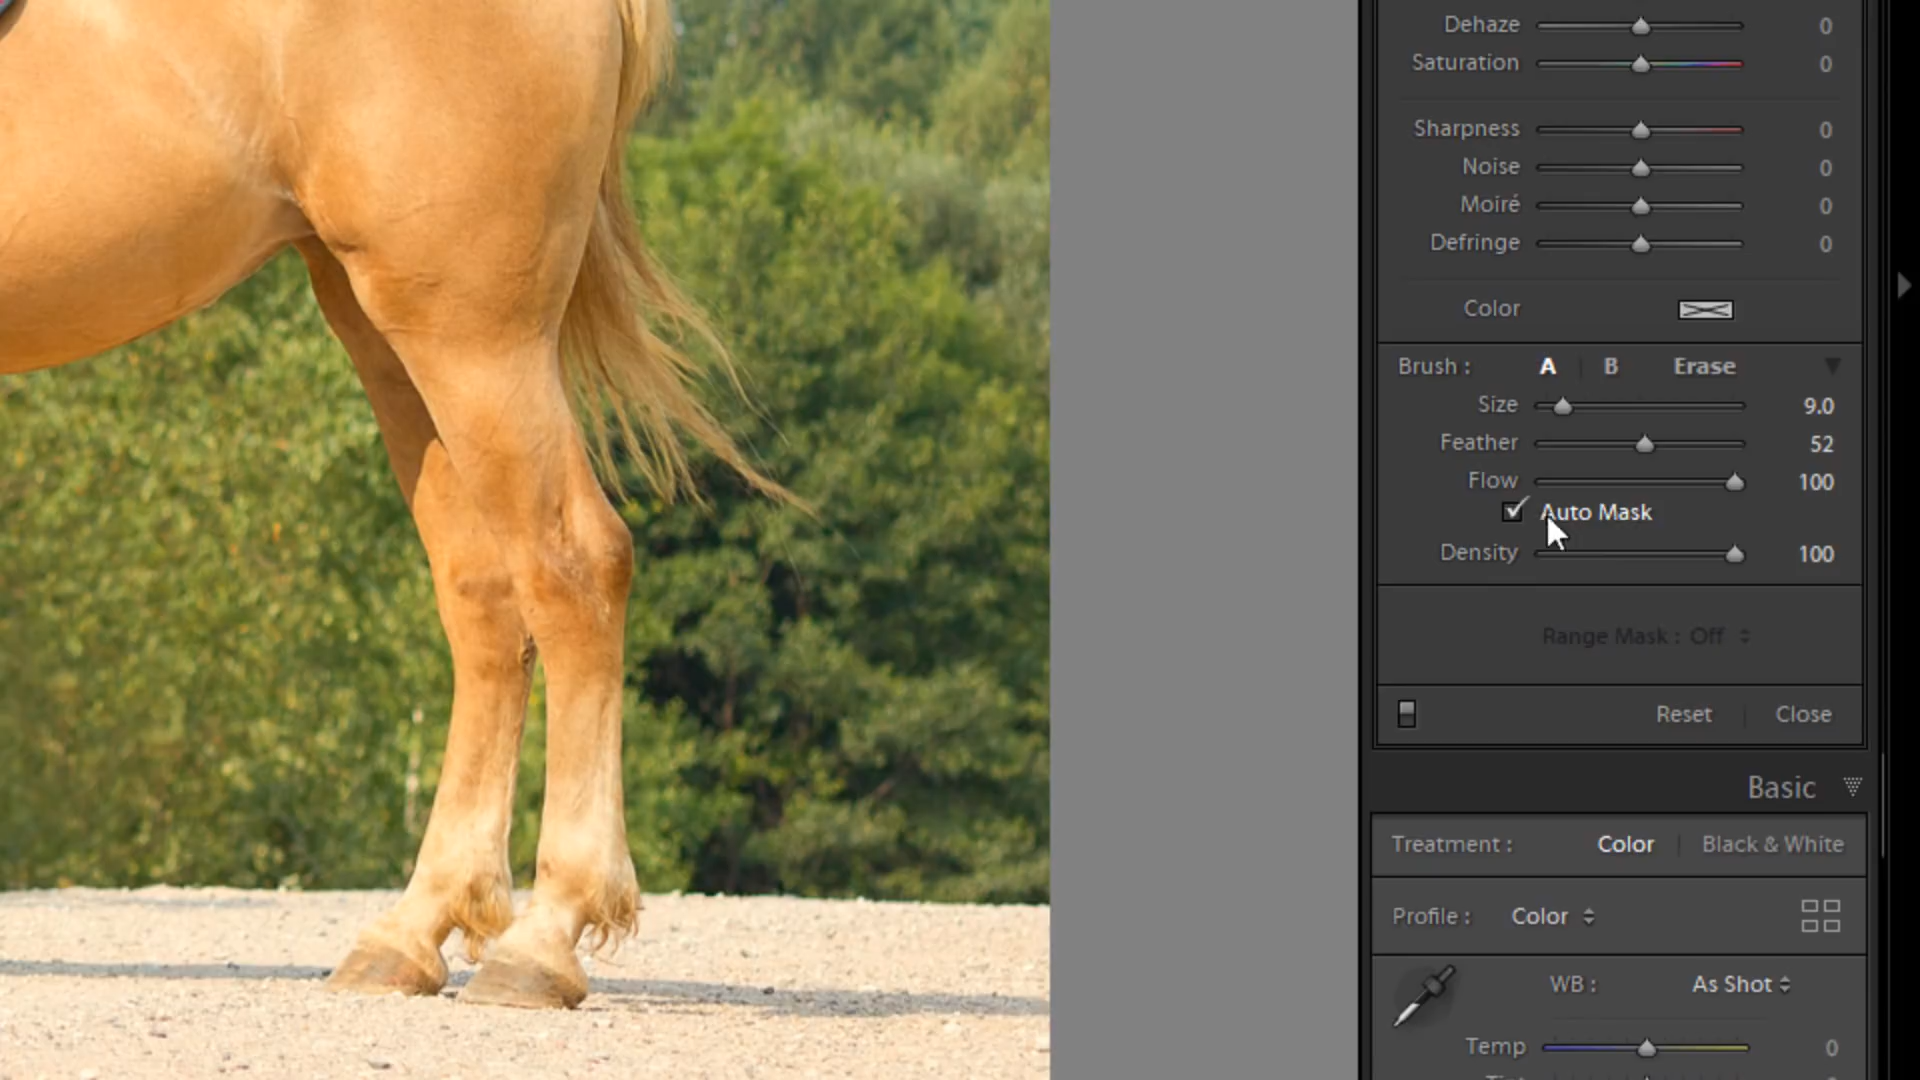 Dehaze 0
Saturation 0
Sharpness 0
Noise 0
Moiré 0
Defringe 0
Color
Brush : A B Erase
Size 9.0
Feather 52
Flow 100
Auto Mask
Density 100
Range Mask : Off
Reset Close
Basic
Treatment : Color Black & White
Profile : Color
WB : As Shot
Temp 0